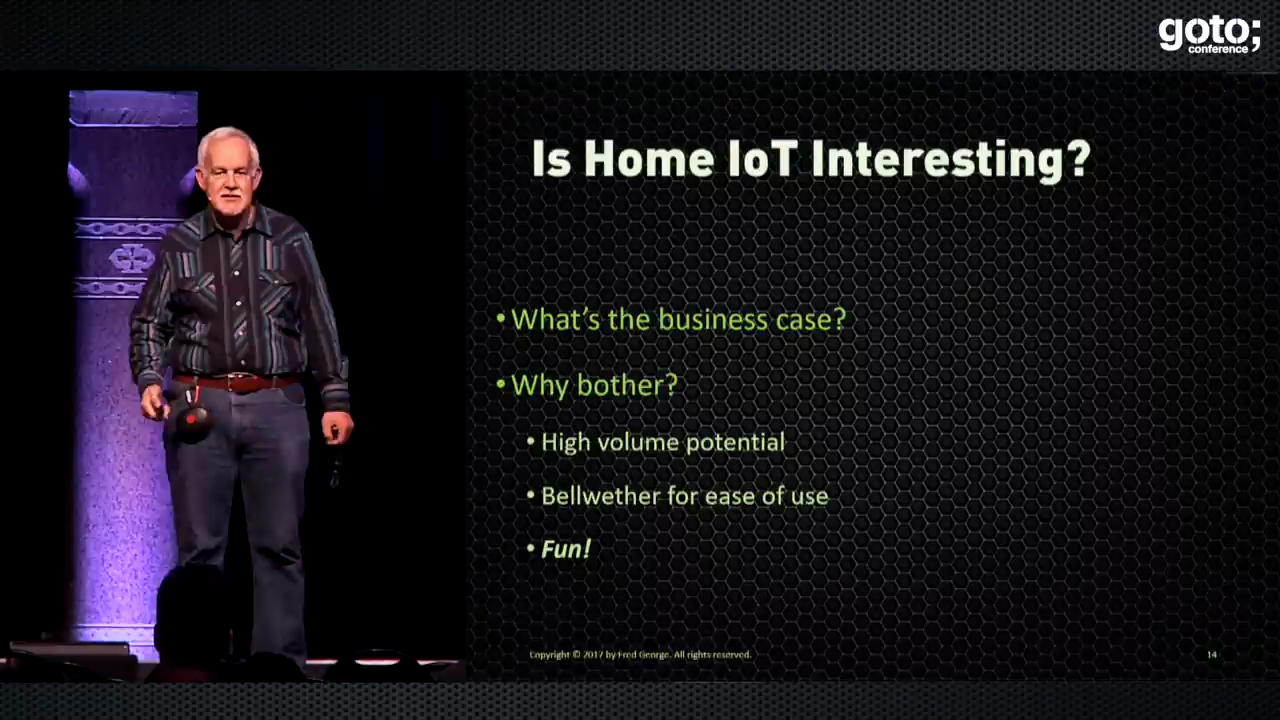 goto;
conference
Is Home IoT Interesting?
• What's the business case?
• Why bother?
• High volume potential
• Bellwether for ease of use
• Fun!
Copyright © 2017 by Fred George. All rights reserved.
14